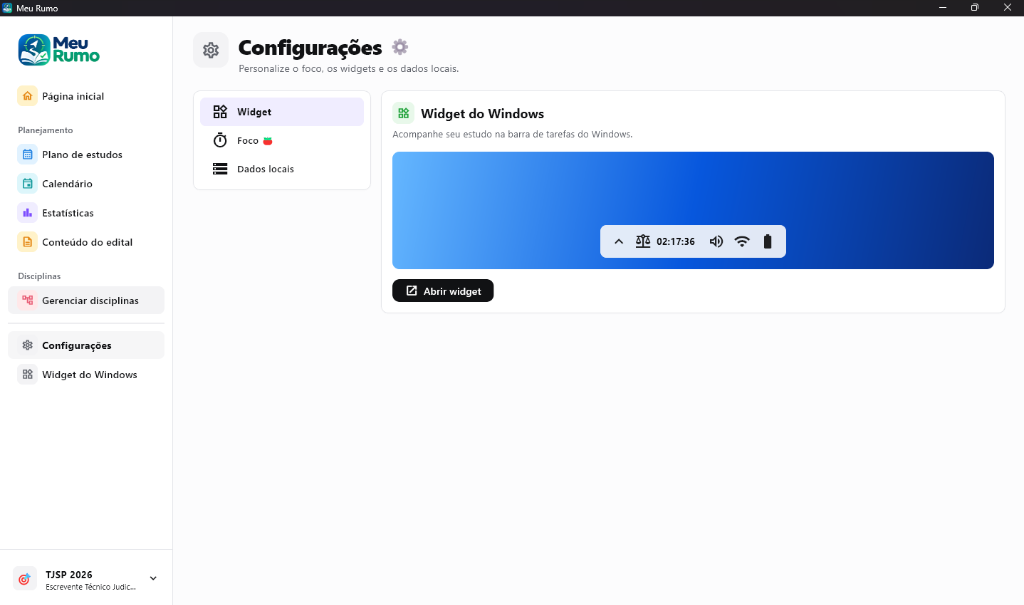 Meu Rumo
Meu
Rumo
Página inicial
Planejamento
Plano de estudos
Calendário
Estatísticas
Conteúdo do edital
Disciplinas
Gerenciar disciplinas
Configurações
Widget do Windows
TJSP 2026
Escrevente Técnico Judic...
Configurações
Personalize o foco, os widgets e os dados locais.
Widget
Foco
Dados locais
Widget do Windows
Acompanhe seu estudo na barra de tarefas do Windows.
02:17:36
Abrir widget